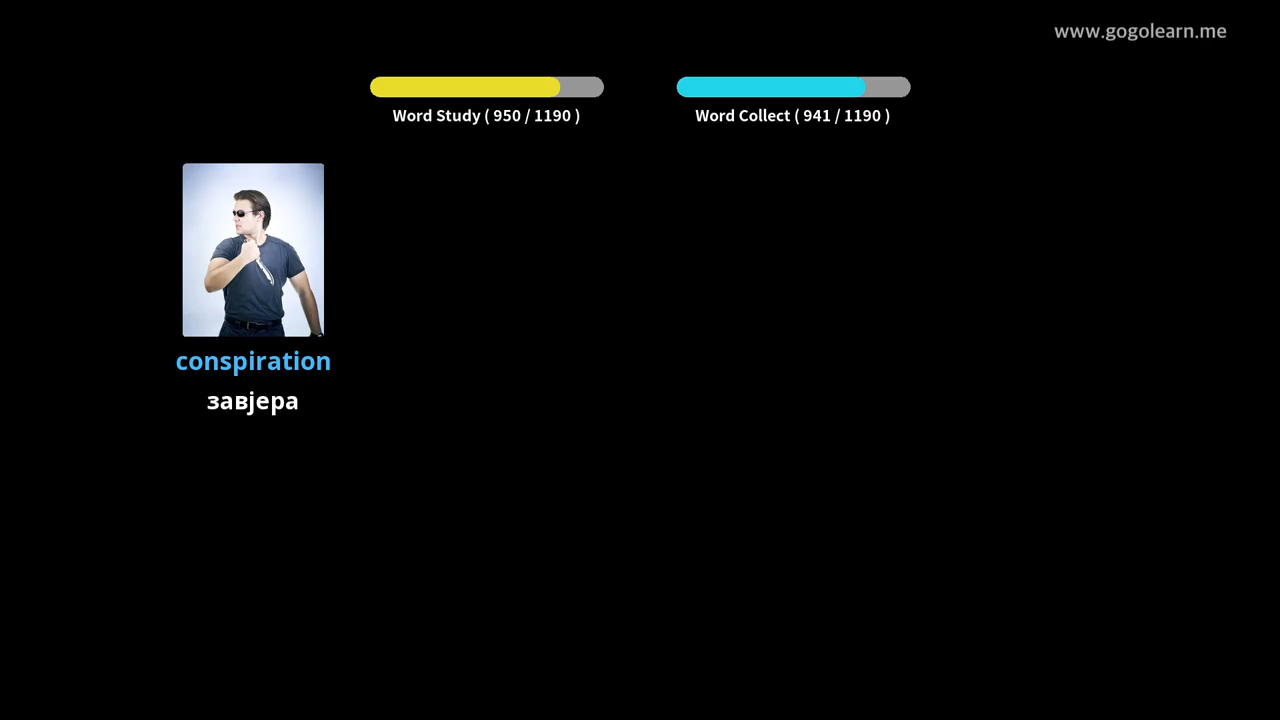 www.gogolearn.me
Word Study ( 950 / 1190 )
Word Collect ( 941 / 1190 )
conspiration
завјера